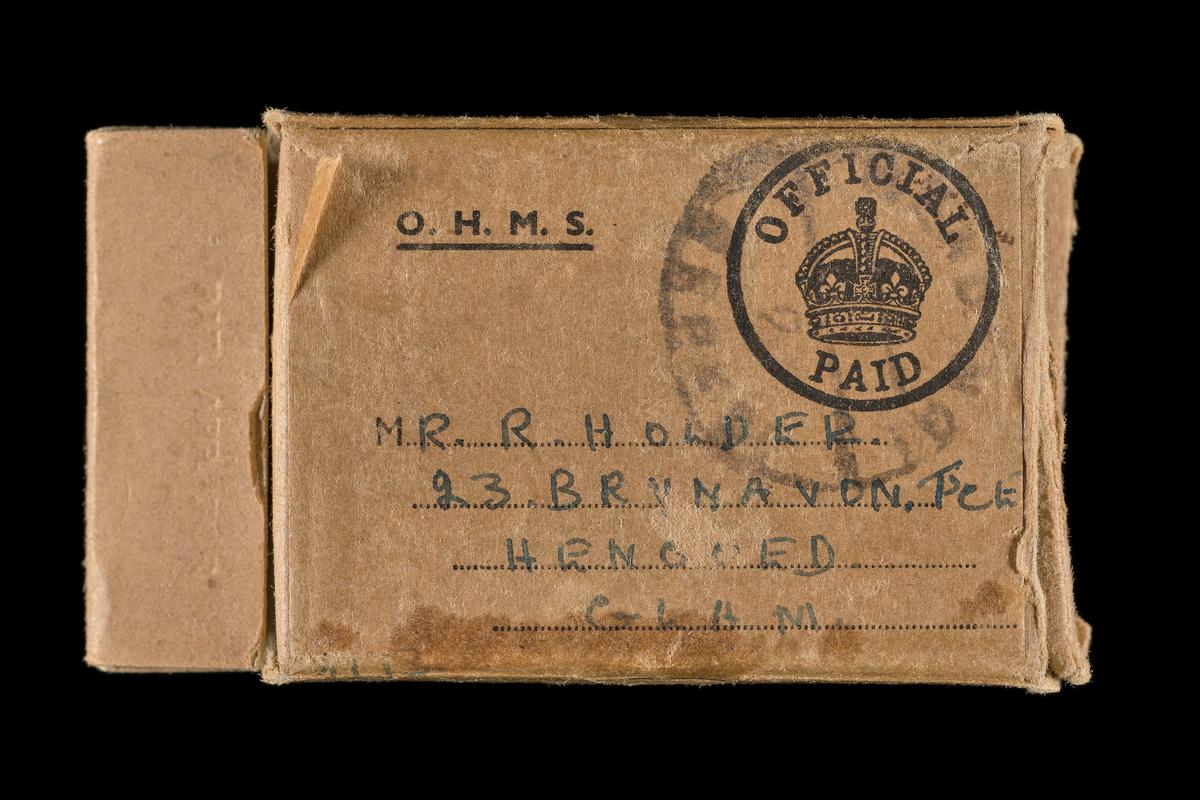 O. H. M. S.
OFFICIAL
PAID
MR. R. HOLDER.
23. BRYNAVON. Tce
HENGOED
GLAM.